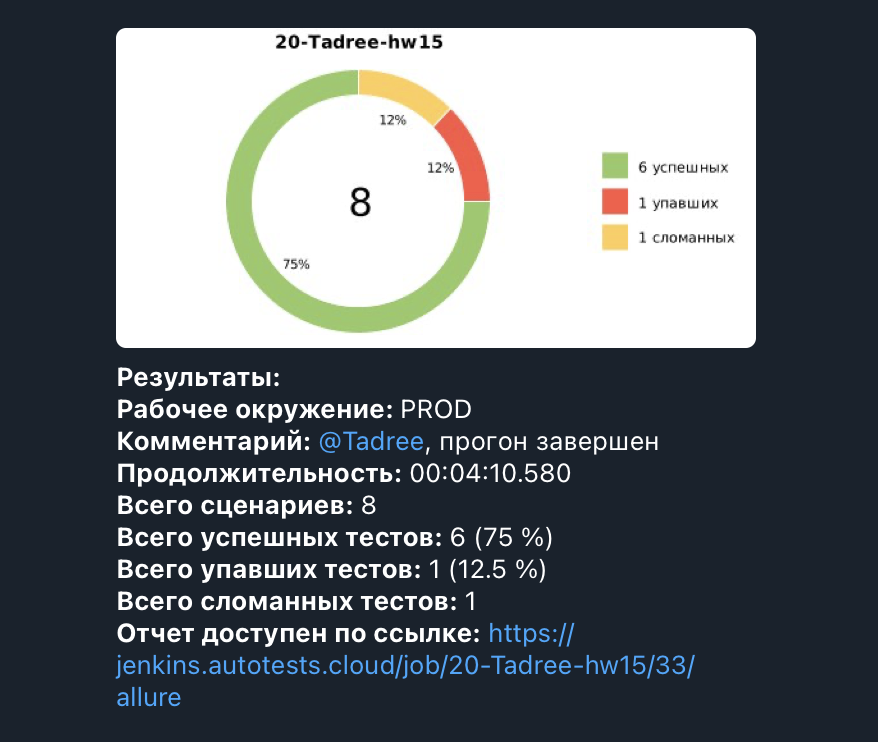 20-Tadree-hw15
12%
12%
8
75%
6 успешных
1 упавших
1 сломанных
Результаты:
Рабочее окружение: PROD
Комментарий: @Tadree, прогон завершен
Продолжительность: 00:04:10.580
Всего сценариев: 8
Всего успешных тестов: 6 (75 %)
Всего упавших тестов: 1 (12.5 %)
Всего сломанных тестов: 1
Отчет доступен по ссылке: https://
jenkins.autotests.cloud/job/20-Tadree-hw15/33/
allure